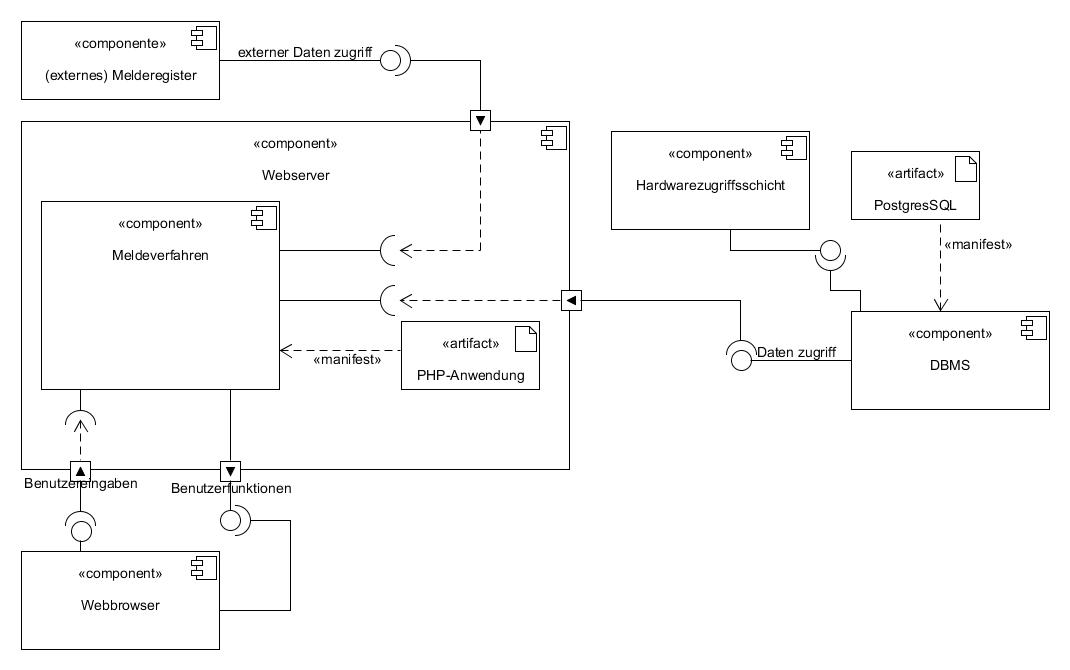 «componente»
(externes) Melderegister
externer Daten zugriff
«component»
Webserver
«component»
Meldeverfahren
«component»
Hardwarezugriffsschicht
«artifact»
PostgresSQL
«manifest»
«artifact»
PHP-Anwendung
«manifest»
Daten zugriff
«component»
DBMS
Benutzereingaben
Benutzerfunktionen
«component»
Webbrowser